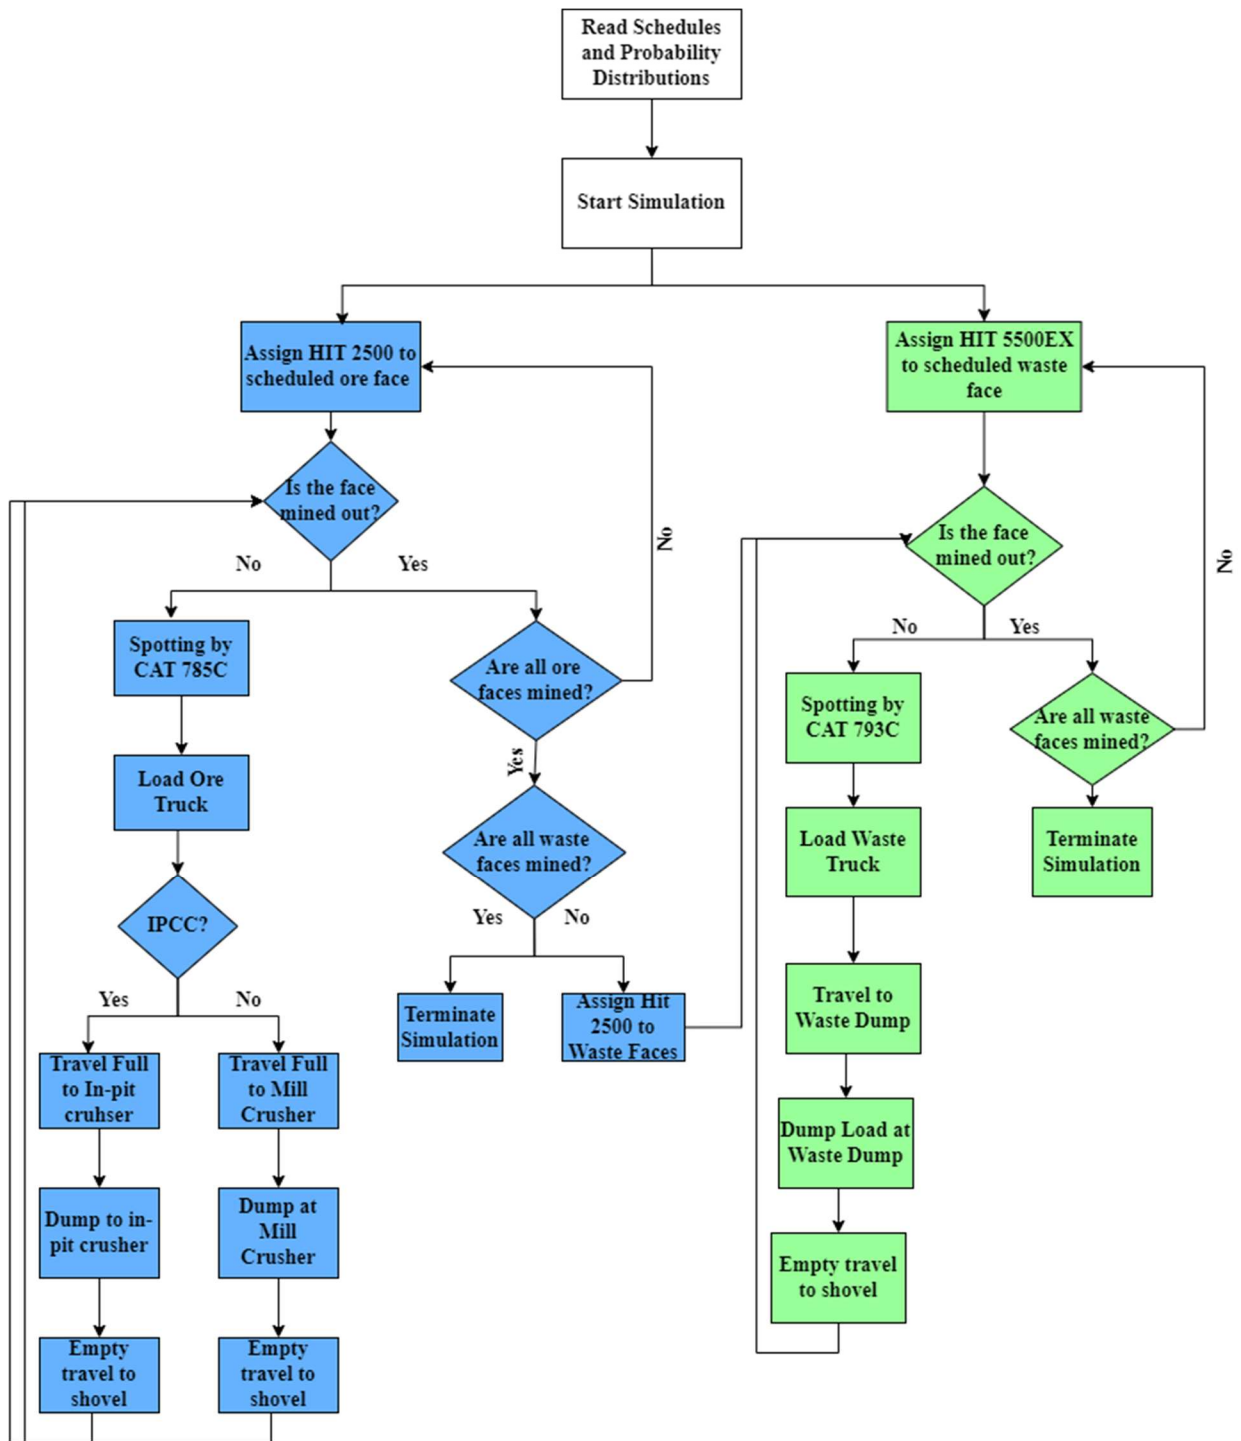 Read Schedules
and Probability
Distributions
Start Simulation
Assign HIT 2500 to
scheduled ore face
Is the face
mined out?
No
Yes
No
Spotting by
CAT 785C
Are all ore
faces mined?
Load Ore
Truck
Yes
Are all waste
faces mined?
IPCC?
Yes
No
Yes
No
Terminate
Simulation
Assign Hit
2500 to
Waste Faces
Travel Full
to In-pit
cruhser
Travel Full
to Mill
Crusher
Dump to in-
pit crusher
Dump at
Mill
Crusher
Empty
travel to
shovel
Empty
travel to
shovel
Assign HIT 5500EX
to scheduled waste
face
Is the face
mined out?
No
Yes
No
Spotting by
CAT 793C
Are all waste
faces mined?
Load Waste
Truck
Terminate
Simulation
Travel to
Waste Dump
Dump Load at
Waste Dump
Empty travel
to shovel